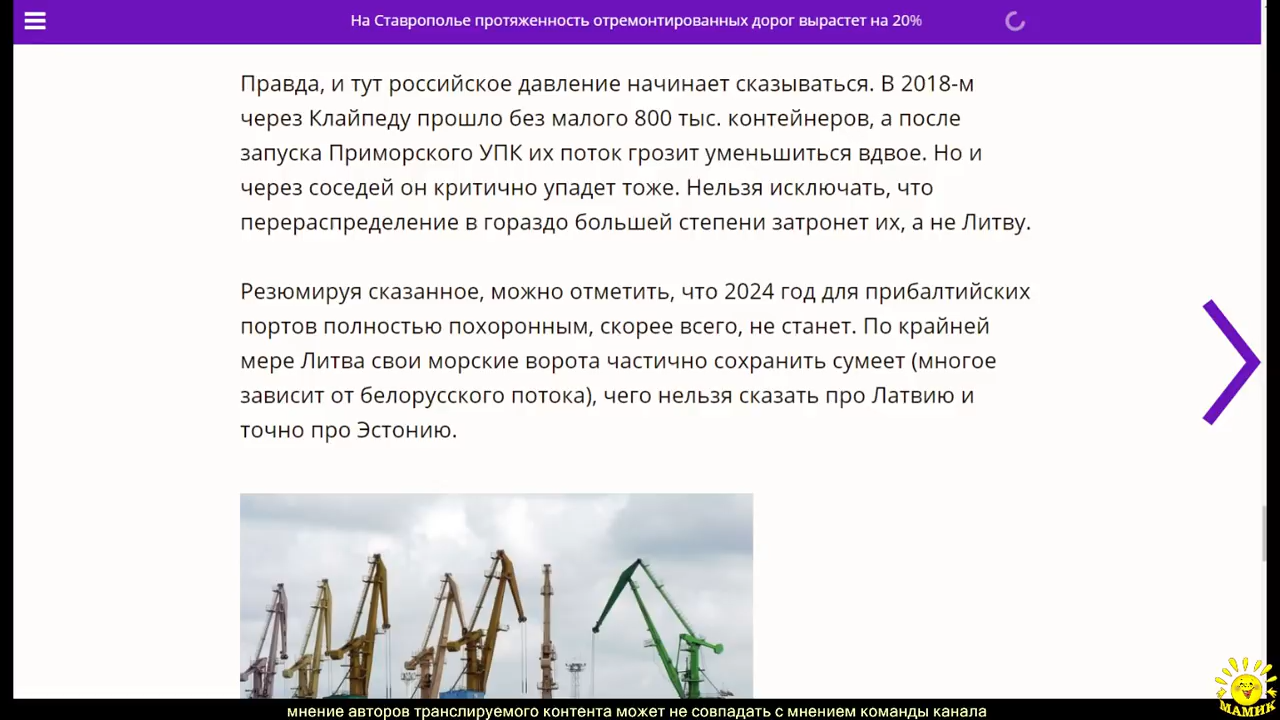 На Ставрополье протяженность отремонтированных дорог вырастет на 20%
Правда, и тут российское давление начинает сказываться. В 2018-м
через Клайпеду прошло без малого 800 тыс. контейнеров, а после
запуска Приморского УПК их поток грозит уменьшиться вдвое. Но и
через соседей он критично упадет тоже. Нельзя исключать, что
перераспределение в гораздо большей степени затронет их, а не Литву.
Резюмируя сказанное, можно отметить, что 2024 год для прибалтийских
портов полностью похоронным, скорее всего, не станет. По крайней
мере Литва свои морские ворота частично сохранить сумеет (многое
зависит от белорусского потока), чего нельзя сказать про Латвию и
точно про Эстонию.
МАМИК
мнение авторов транслируемого контента может не совпадать с мнением команды канала